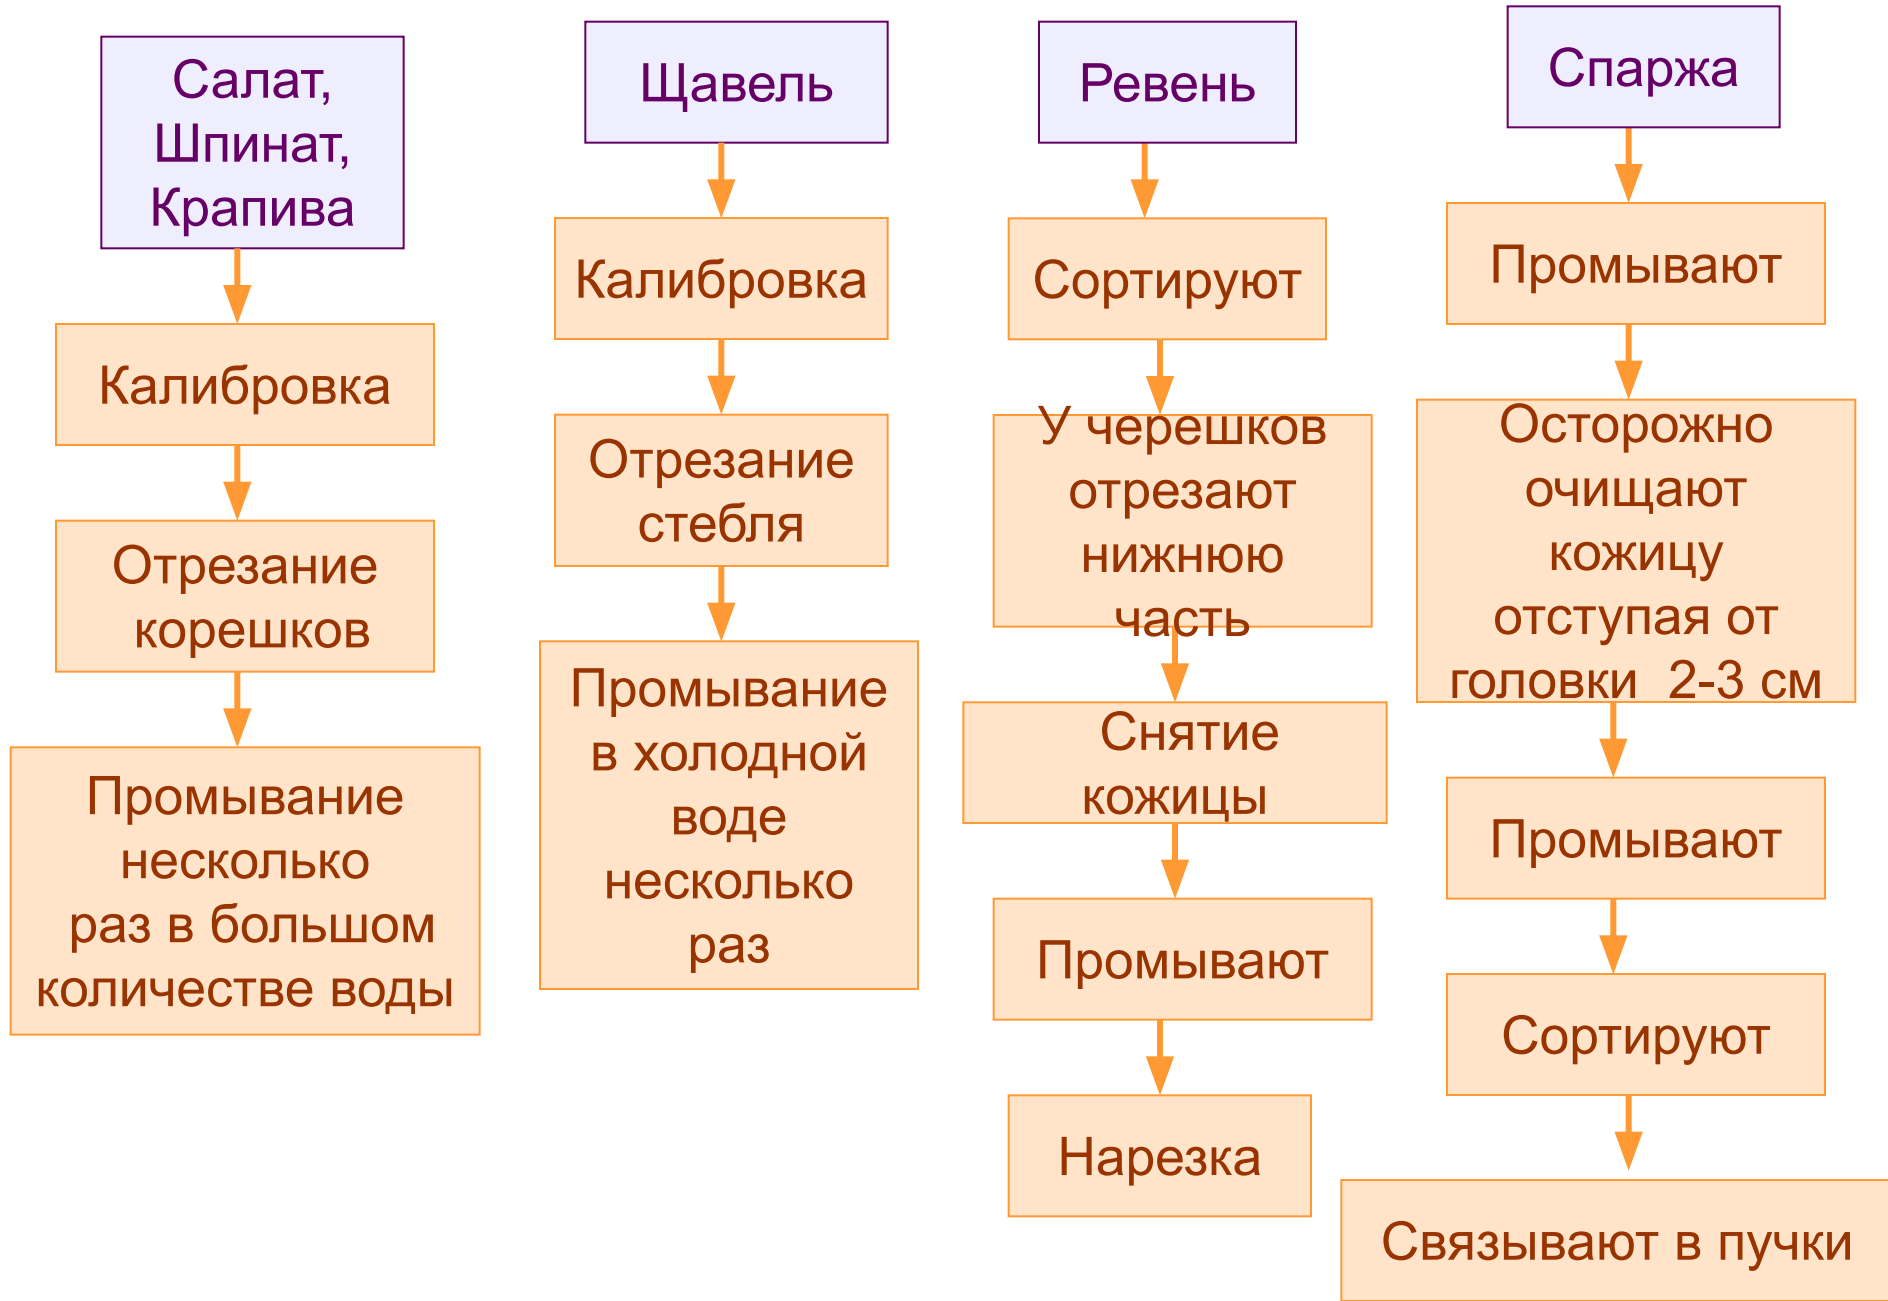 Салат,
Шпинат,
Крапива
Калибровка
Отрезание
корешков
Промывание
несколько
раз в большом
количестве воды
Щавель
Калибровка
Отрезание
стебля
Промывание
в холодной
воде
несколько
раз
Ревень
Сортируют
У черешков
отрезают
нижнюю
часть
Снятие
кожицы
Промывают
Нарезка
Спаржа
Промывают
Осторожно
очищают
кожицу
отступая от
головки 2-3 см
Промывают
Сортируют
Связывают в пучки